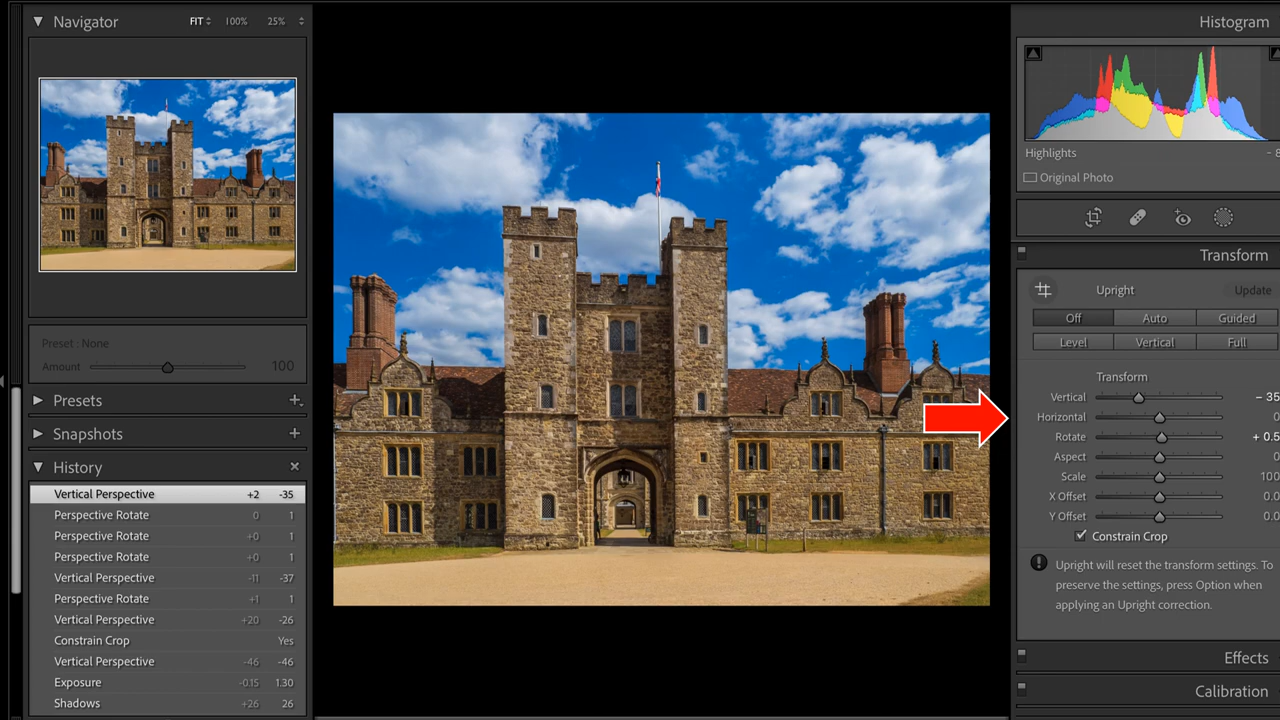 Navigator FIT 100% 25%
Preset : None
Amount 100
Presets
Snapshots
History
Vertical Perspective +2 -35
Perspective Rotate 0 1
Perspective Rotate +0 1
Perspective Rotate +0 1
Vertical Perspective -11 -37
Perspective Rotate +1 1
Vertical Perspective +20 -26
Constrain Crop Yes
Vertical Perspective -46 -46
Exposure -0.15 1.30
Shadows +26 26
Histogram
Highlights - 8
Original Photo
Transform
Upright Update
Off Auto Guided
Level Vertical Full
Transform
Vertical - 35
Horizontal 0
Rotate + 0.5
Aspect 0
Scale 100
X Offset 0.0
Y Offset 0.0
Constrain Crop
Upright will reset the transform settings. To
preserve the settings, press Option when
applying an Upright correction.
Effects
Calibration